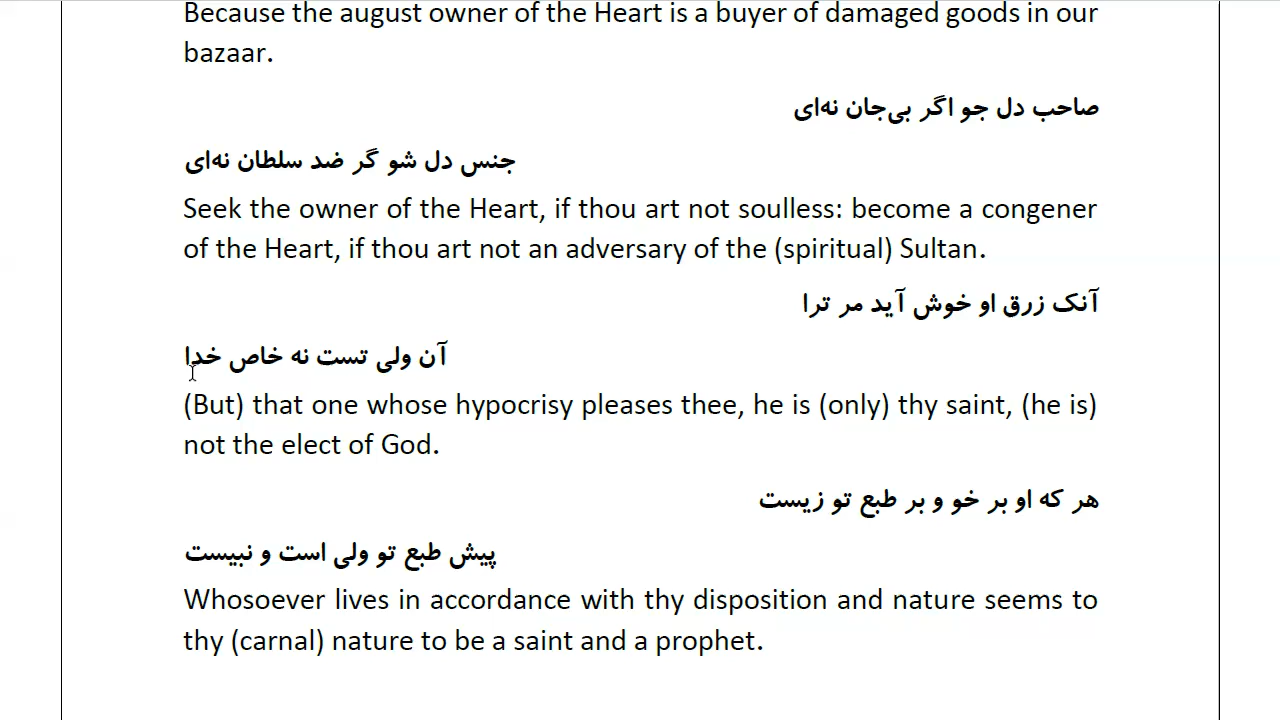 Because the august owner of the Heart is a buyer of damaged goods in our
bazaar.
صاحب دل جو اگر بی‌جان نه‌ای
جنس دل شو گر ضد سلطان نه‌ای
Seek the owner of the Heart, if thou art not soulless: become a congener
of the Heart, if thou art not an adversary of the (spiritual) Sultan.
آنک زرق او خوش آید مر ترا
آن ولی تست نه خاص خدا
(But) that one whose hypocrisy pleases thee, he is (only) thy saint, (he is)
not the elect of God.
هر که او بر خو و بر طبع تو زیست
پیش طبع تو ولی است و نبیست
Whosoever lives in accordance with thy disposition and nature seems to
thy (carnal) nature to be a saint and a prophet.